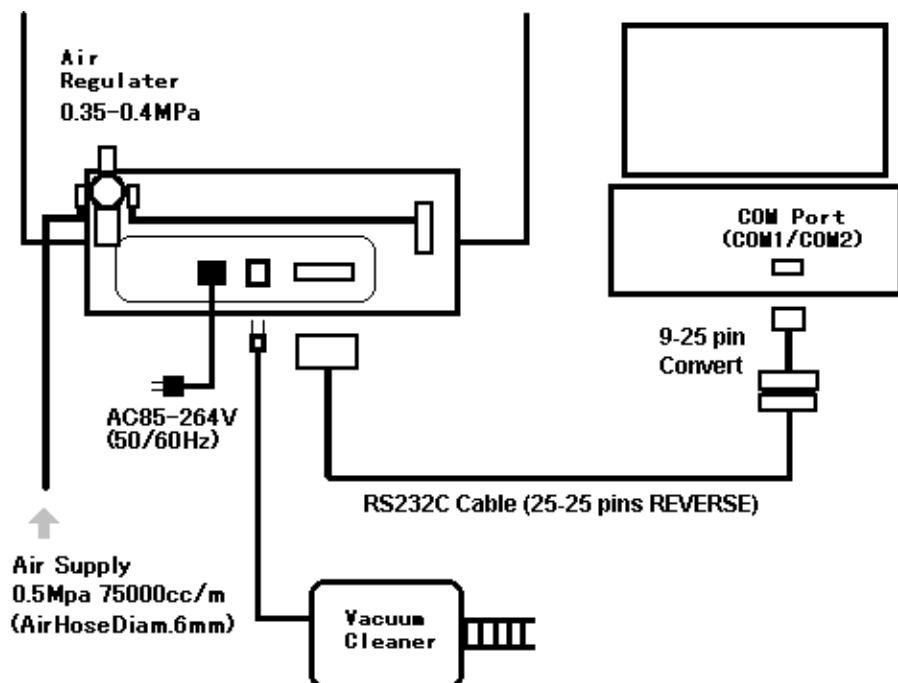 Air
Regulater
0.35-0.4MPa
COM Port
(COM1/COM2)
9-25 pin
Convert
AC85-264V
(50/60Hz)
RS232C Cable (25-25 pins REVERSE)
Air Supply
0.5Mpa 75000cc/m
(AirHoseDiam.6mm)
Vacuum
Cleaner